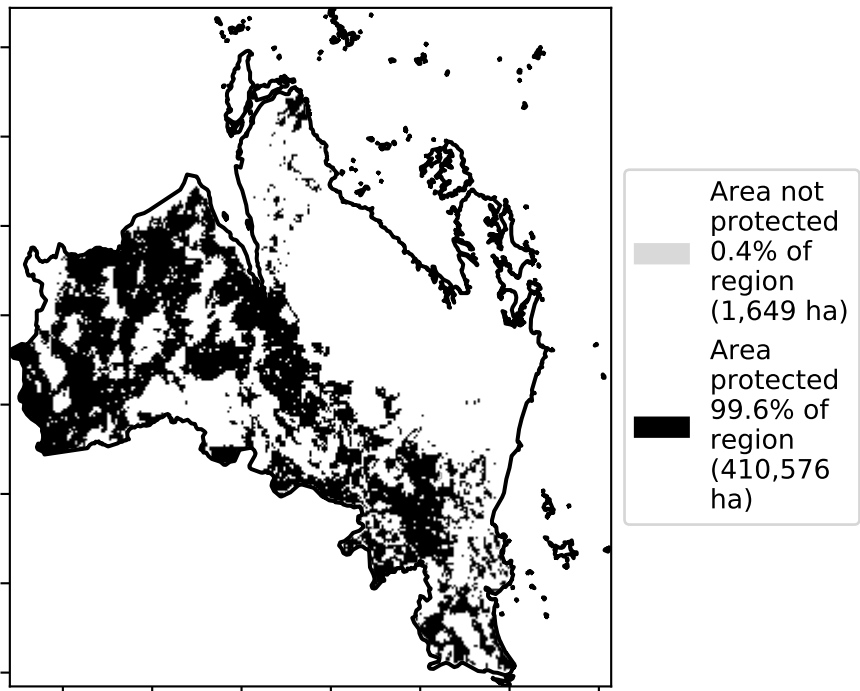 Area not
protected
0.4% of
region
(1,649 ha)
Area
protected
99.6% of
region
(410,576
ha)